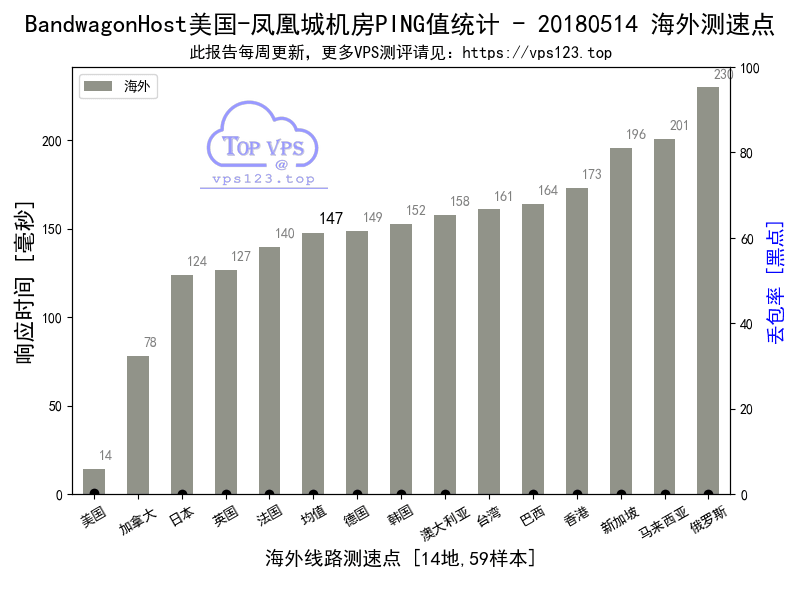 BandwagonHost美国-凤凰城机房PING值统计 - 20180514 海外测速点
此报告每周更新，更多VPS测评请见：https://vps123.top
海外
TOP VPS
@
vps123.top
响应时间 [毫秒]
200
150
100
50
0
14
78
124
127
140
147
149
152
158
161
164
173
196
201
230
100
80
60
40
20
0
丢包率 [黑点]
美国
加拿大
日本
英国
法国
均值
德国
韩国
澳大利亚
台湾
巴西
香港
新加坡
马来西亚
俄罗斯
海外线路测速点 [14地,59样本]